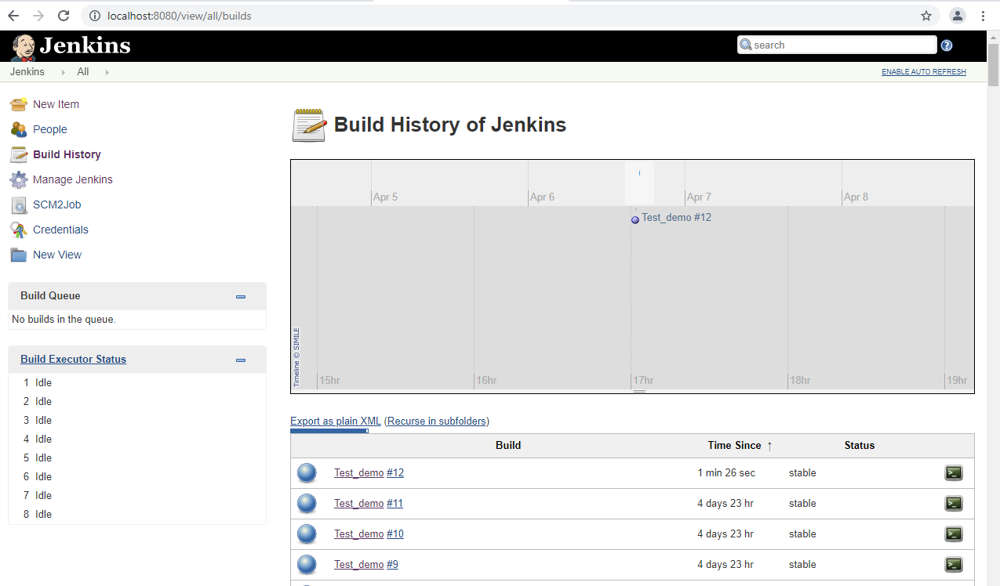 localhost:8080/view/all/builds
Jenkins
search
?
Jenkins All
ENABLE AUTO REFRESH
New Item
People
Build History
Manage Jenkins
SCM2Job
Credentials
New View
Build Queue
No builds in the queue.
Build Executor Status
1 Idle
2 Idle
3 Idle
4 Idle
5 Idle
6 Idle
7 Idle
8 Idle
Build History of Jenkins
Apr 5 Apr 6 Apr 7 Apr 8
Test_demo #12
Timeline © SIMILE
15hr 16hr 17hr 18hr 19hr
Export as plain XML (Recurse in subfolders)
Build Time Since ↑ Status
Test_demo #12 1 min 26 sec stable
Test_demo #11 4 days 23 hr stable
Test_demo #10 4 days 23 hr stable
Test_demo #9 4 days 23 hr stable